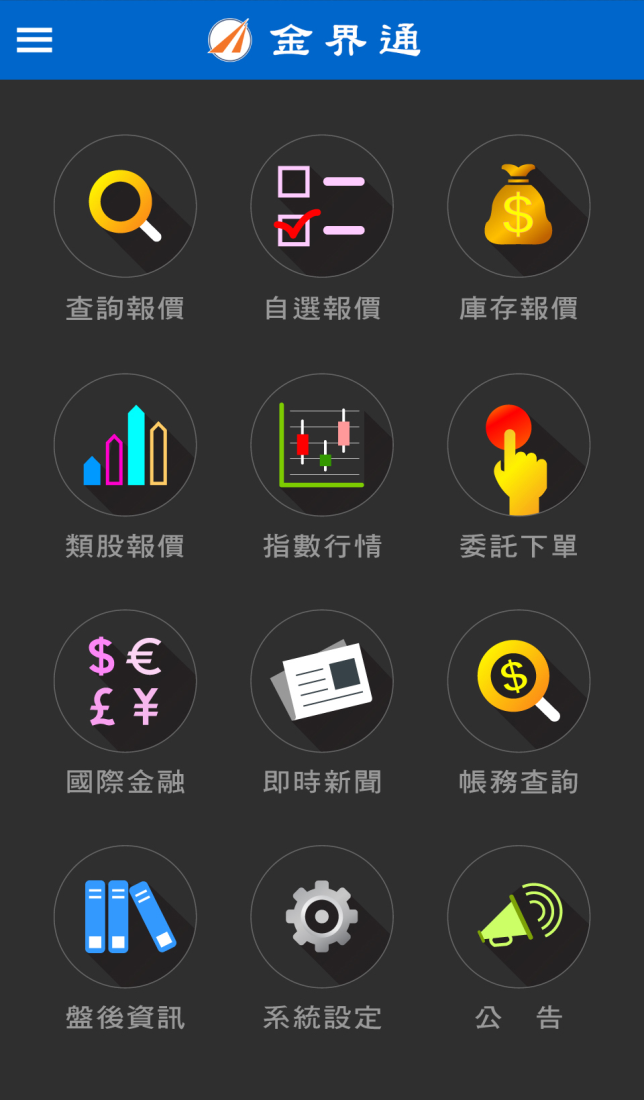 金界通
查詢報價 自選報價 庫存報價
類股報價 指數行情 委託下單
國際金融 即時新聞 帳務查詢
盤後資訊 系統設定 公 告